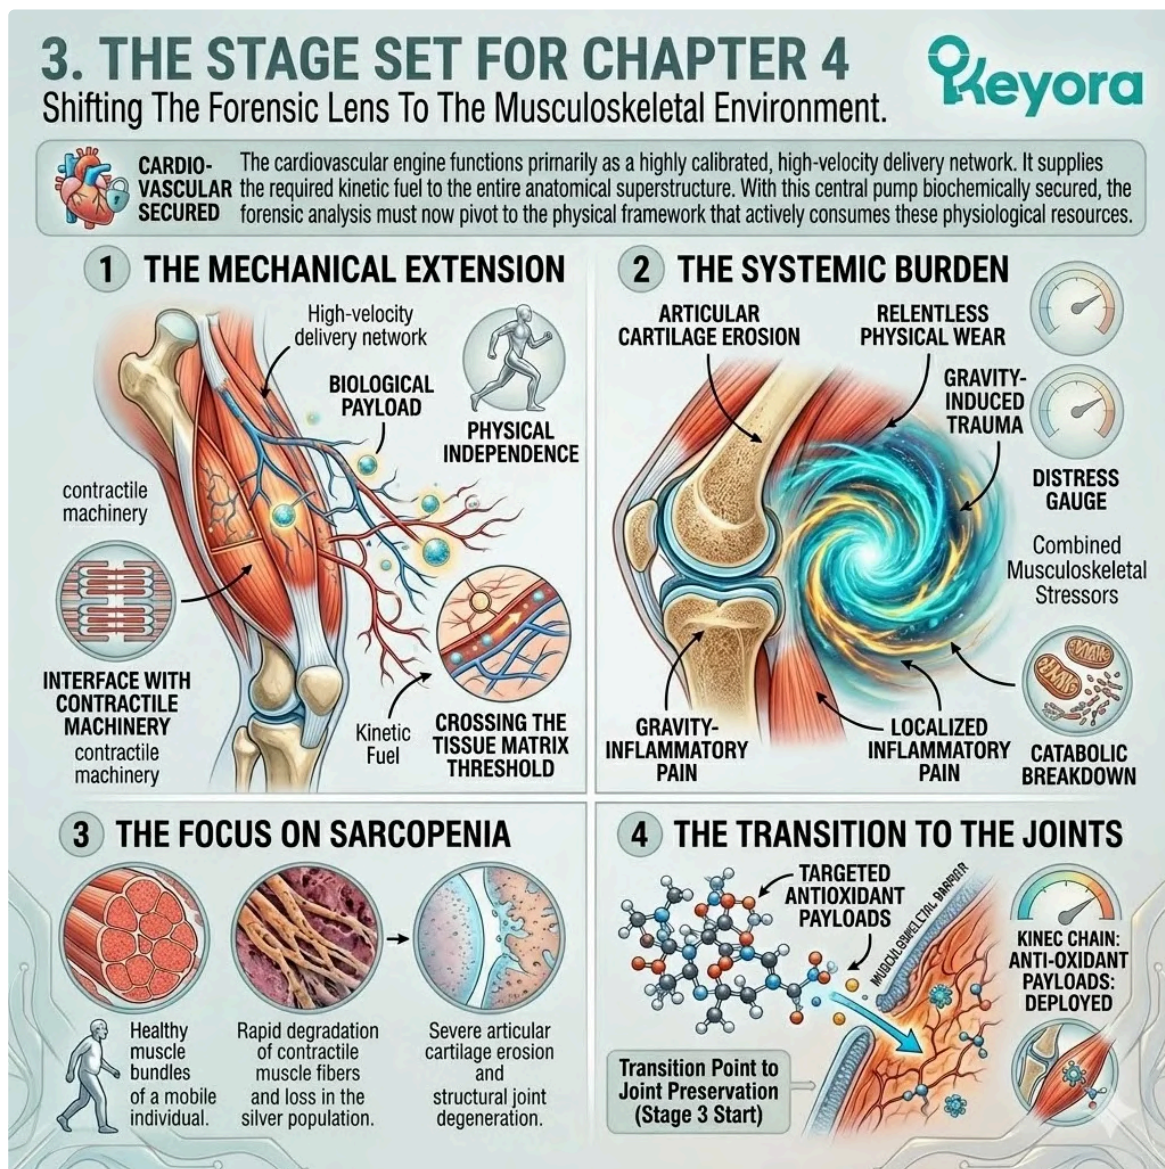 3. THE STAGE SET FOR CHAPTER 4
Shifting The Forensic Lens To The Musculoskeletal Environment.
Keyora
CARDIO-
VASCULAR
SECURED
The cardiovascular engine functions primarily as a highly calibrated, high-velocity delivery network. It supplies
the required kinetic fuel to the entire anatomical superstructure. With this central pump biochemically secured, the
forensic analysis must now pivot to the physical framework that actively consumes these physiological resources.
1 THE MECHANICAL EXTENSION
High-velocity
delivery network
BIOLOGICAL
PAYLOAD
PHYSICAL
INDEPENDENCE
contractile
machinery
INTERFACE WITH
CONTRACTILE
MACHINERY
contractile
machinery
Kinetic
Fuel
CROSSING THE
TISSUE MATRIX
THRESHOLD
2 THE SYSTEMIC BURDEN
ARTICULAR
CARTILAGE EROSION
RELENTLESS
PHYSICAL WEAR
GRAVITY-
INDUCED
TRAUMA
DISTRESS
GAUGE
Combined
Musculoskeletal
Stressors
GRAVITY-
INFLAMMATORY
PAIN
LOCALIZED
INFLAMMATORY
PAIN
CATABOLIC
BREAKDOWN
3 THE FOCUS ON SARCOPENIA
Healthy
muscle
bundles
of a mobile
individual.
Rapid degradation
of contractile
muscle fibers
and loss in the
silver population.
Severe articular
cartilage erosion
and
structural joint
degeneration.
4 THE TRANSITION TO THE JOINTS
TARGETED
ANTIOXIDANT
PAYLOADS
BARRIER
KINEC CHAIN:
ANTI-OXIDANT
PAYLOADS:
DEPLOYED
Transition Point to
Joint Preservation
(Stage 3 Start)